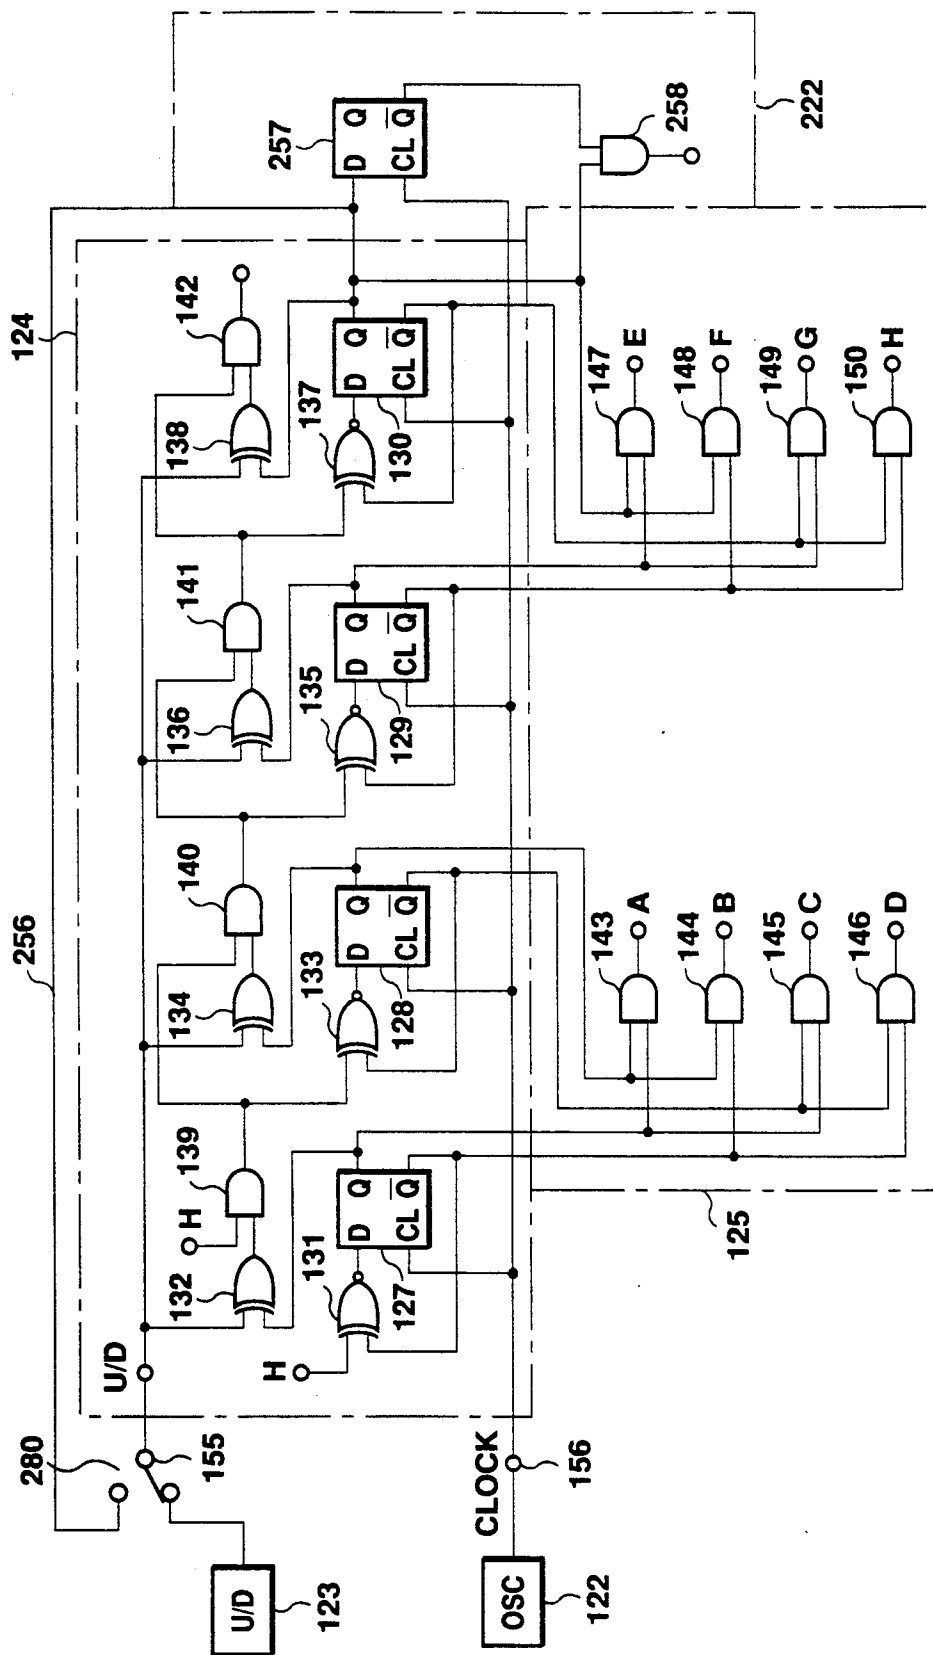 256
124
222
257
D Q
CL Q
258
142
138
137
D Q
CL Q
130
141
136
135
D Q
CL Q
129
140
134
133
D Q
CL Q
128
139
H
132
131
D Q
CL Q
127
H
U/D
280
155
U/D
123
CLOCK
156
OSC
122
147
E
148
F
149
G
150
H
143
A
144
B
145
C
146
D
125